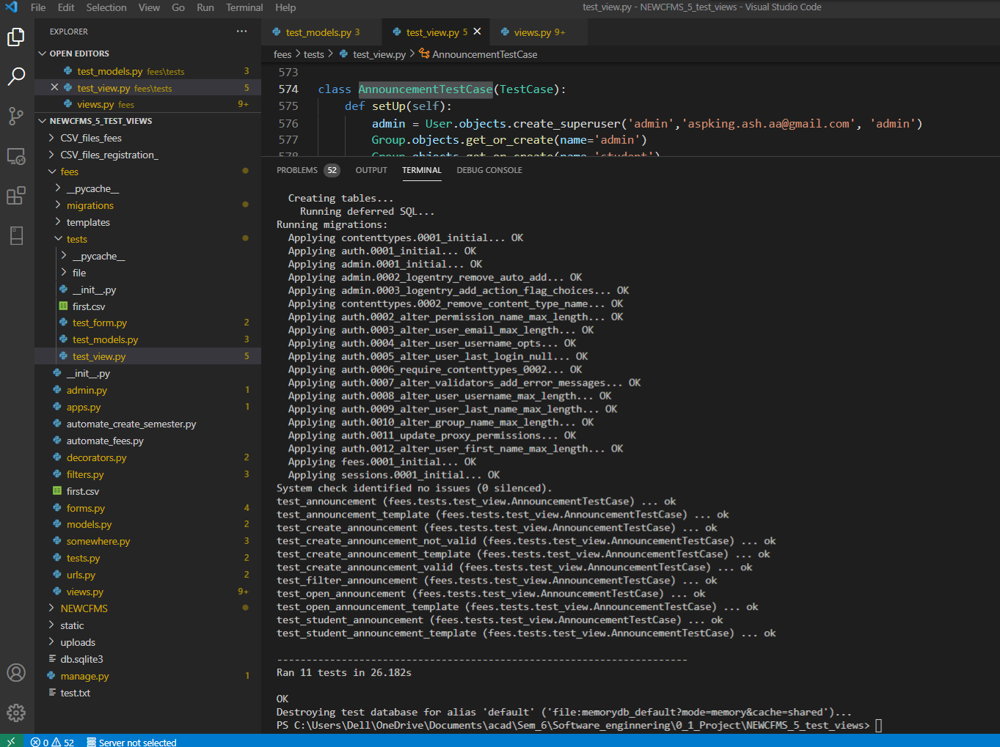 File Edit Selection View Go Run Terminal Help test_view.py - NEWCFMS_5_test_views - Visual Studio Code
EXPLORER ...
OPEN EDITORS
test_models.py fees\tests 3
test_view.py fees\tests 5
views.py fees 9+
NEWCFMS_5_TEST_VIEWS
CSV_files_fees
CSV_files_registration_
fees
__pycache__
migrations
templates
tests
__pycache__
file
__init__.py
first.csv
test_form.py 2
test_models.py 3
test_view.py 5
__init__.py
admin.py 1
apps.py 1
automate_create_semester.py
automate_fees.py
decorators.py 2
filters.py 3
first.csv
forms.py 4
models.py 2
somewhere.py 3
tests.py 2
urls.py 2
views.py 9+
NEWCFMS
static
uploads
db.sqlite3
manage.py 1
test.txt
test_models.py 3 test_view.py 5 views.py 9+
fees > tests > test_view.py > AnnouncementTestCase
573
574 class AnnouncementTestCase(TestCase):
575 def setUp(self):
576 admin = User.objects.create_superuser('admin','aspking.ash.aa@gmail.com', 'admin')
577 Group.objects.get_or_create(name='admin')
578 Group.objects.get_or_create(name='student')
PROBLEMS 52 OUTPUT TERMINAL DEBUG CONSOLE
Creating tables...
Running deferred SQL...
Running migrations:
Applying contenttypes.0001_initial... OK
Applying auth.0001_initial... OK
Applying admin.0001_initial... OK
Applying admin.0002_logentry_remove_auto_add... OK
Applying admin.0003_logentry_add_action_flag_choices... OK
Applying contenttypes.0002_remove_content_type_name... OK
Applying auth.0002_alter_permission_name_max_length... OK
Applying auth.0003_alter_user_email_max_length... OK
Applying auth.0004_alter_user_username_opts... OK
Applying auth.0005_alter_user_last_login_null... OK
Applying auth.0006_require_contenttypes_0002... OK
Applying auth.0007_alter_validators_add_error_messages... OK
Applying auth.0008_alter_user_username_max_length... OK
Applying auth.0009_alter_user_last_name_max_length... OK
Applying auth.0010_alter_group_name_max_length... OK
Applying auth.0011_update_proxy_permissions... OK
Applying auth.0012_alter_user_first_name_max_length... OK
Applying fees.0001_initial... OK
Applying sessions.0001_initial... OK
System check identified no issues (0 silenced).
test_announcement (fees.tests.test_view.AnnouncementTestCase) ... ok
test_announcement_template (fees.tests.test_view.AnnouncementTestCase) ... ok
test_create_announcement (fees.tests.test_view.AnnouncementTestCase) ... ok
test_create_announcement_not_valid (fees.tests.test_view.AnnouncementTestCase) ... ok
test_create_announcement_template (fees.tests.test_view.AnnouncementTestCase) ... ok
test_create_announcement_valid (fees.tests.test_view.AnnouncementTestCase) ... ok
test_filter_announcement (fees.tests.test_view.AnnouncementTestCase) ... ok
test_open_announcement (fees.tests.test_view.AnnouncementTestCase) ... ok
test_open_announcement_template (fees.tests.test_view.AnnouncementTestCase) ... ok
test_student_announcement (fees.tests.test_view.AnnouncementTestCase) ... ok
test_student_announcement_template (fees.tests.test_view.AnnouncementTestCase) ... ok
----------------------------------------------------------------------
Ran 11 tests in 26.182s
OK
Destroying test database for alias 'default' ('file:memorydb_default?mode=memory&cache=shared')...
PS C:\Users\Dell\OneDrive\Documents\acad\Sem_6\Software_enginnering\0_1_Project\NEWCFMS_5_test_views>
0 52 Server not selected